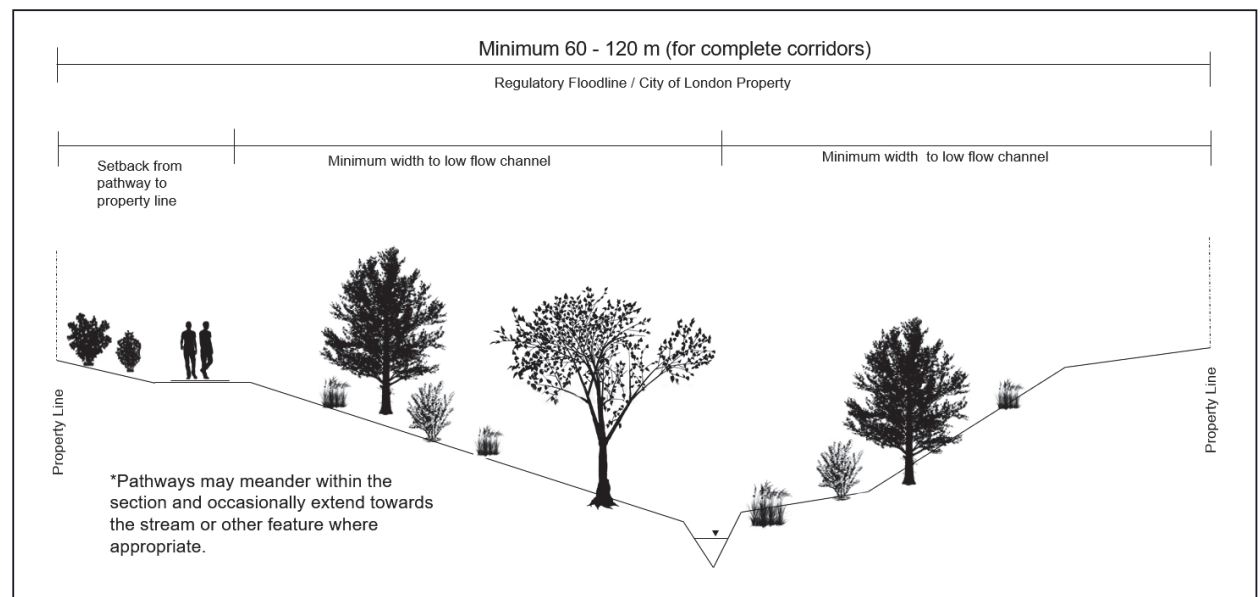 Minimum 60 - 120 m (for complete corridors)
Regulatory Floodline / City of London Property
Setback from
pathway to
property line
Minimum width to low flow channel
Minimum width to low flow channel
Property Line
Property Line
*Pathways may meander within the
section and occasionally extend towards
the stream or other feature where
appropriate.